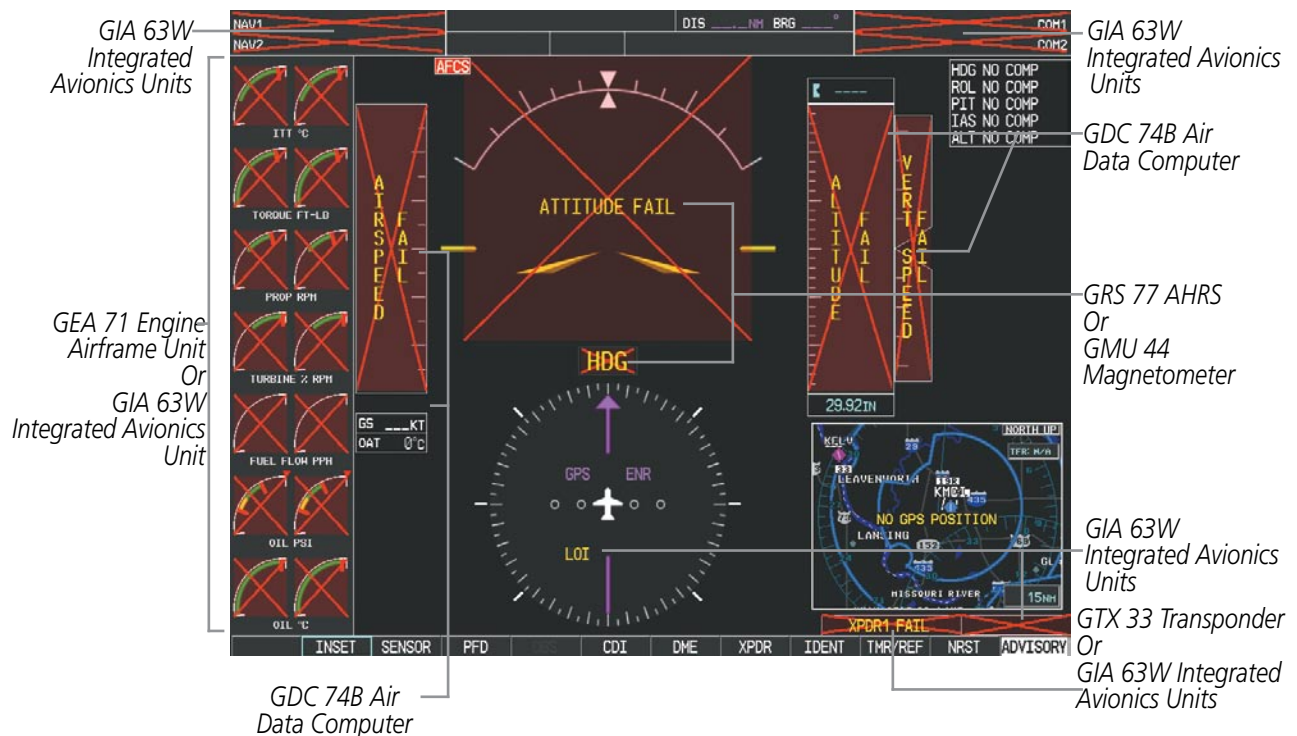 GIA 63W
Integrated
Avionics Units
GEA 71 Engine
Airframe Unit
Or
GIA 63W
Integrated Avionics
Unit
NAV1
NAV2
DIS __.__NM BRG ___°
COM1
COM2
AFCS
HDG NO COMP
ROL NO COMP
PIT NO COMP
IAS NO COMP
ALT NO COMP
ITT °C
TORQUE FT-LB
PROP RPM
TURBINE % RPM
FUEL FLOW PPH
OIL PSI
OIL °C
AIRSPEED FAIL
ATTITUDE FAIL
----
ALTITUDE FAIL
VERT SPEED FAIL
29.92IN
HDG
GS ___KT
OAT 0°C
GPS ENR
LOI
NORTH UP
TFR: N/A
LEAVENWORTH
NO GPS POSITION
LANSING
152
435
MISSOURI RIVER
15NM
XPDR1 FAIL
INSET SENSOR PFD OBS CDI DME XPDR IDENT TMR/REF NRST ADVISORY
GIA 63W
Integrated Avionics
Units
GDC 74B Air
Data Computer
GRS 77 AHRS
Or
GMU 44
Magnetometer
GIA 63W
Integrated Avionics
Units
GTX 33 Transponder
Or
GIA 63W Integrated
Avionics Units
GDC 74B Air
Data Computer